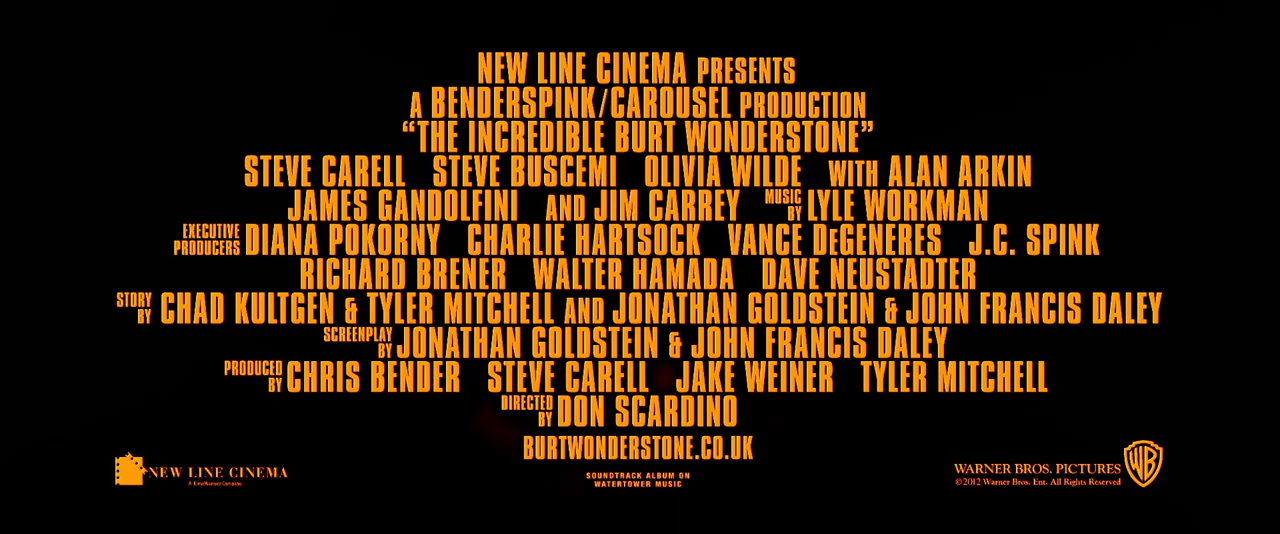 NEW LINE CINEMA PRESENTS
A BENDERSPINK/CAROUSEL PRODUCTION
“THE INCREDIBLE BURT WONDERSTONE”
STEVE CARELL STEVE BUSCEMI OLIVIA WILDE WITH ALAN ARKIN
JAMES GANDOLFINI AND JIM CARREY MUSIC BY LYLE WORKMAN
EXECUTIVE PRODUCERS DIANA POKORNY CHARLIE HARTSOCK VANCE DeGENERES J.C. SPINK
RICHARD BRENER WALTER HAMADA DAVE NEUSTADTER
STORY BY CHAD KULTGEN & TYLER MITCHELL AND JONATHAN GOLDSTEIN & JOHN FRANCIS DALEY
SCREENPLAY BY JONATHAN GOLDSTEIN & JOHN FRANCIS DALEY
PRODUCED BY CHRIS BENDER STEVE CARELL JAKE WEINER TYLER MITCHELL
DIRECTED BY DON SCARDINO
BURTWONDERSTONE.CO.UK
NEW LINE CINEMA
A TimeWarner Company
SOUNDTRACK ALBUM ON
WATERTOWER MUSIC
WARNER BROS. PICTURES
©2012 Warner Bros. Ent. All Rights Reserved
WB